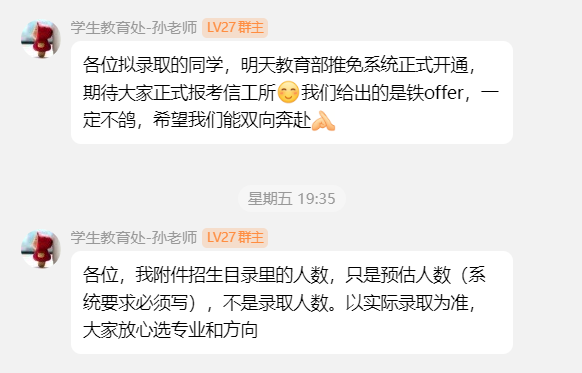 学生教育处-孙老师 LV27 群主
各位拟录取的同学，明天教育部推免系统正式开通，
期待大家正式报考信工所😊我们给出的是铁offer，一
定不鸽，希望我们能双向奔赴🙏
星期五 19:35
学生教育处-孙老师 LV27 群主
各位，我附件招生目录里的人数，只是预估人数（系
统要求必须写），不是录取人数。以实际录取为准，
大家放心选专业和方向